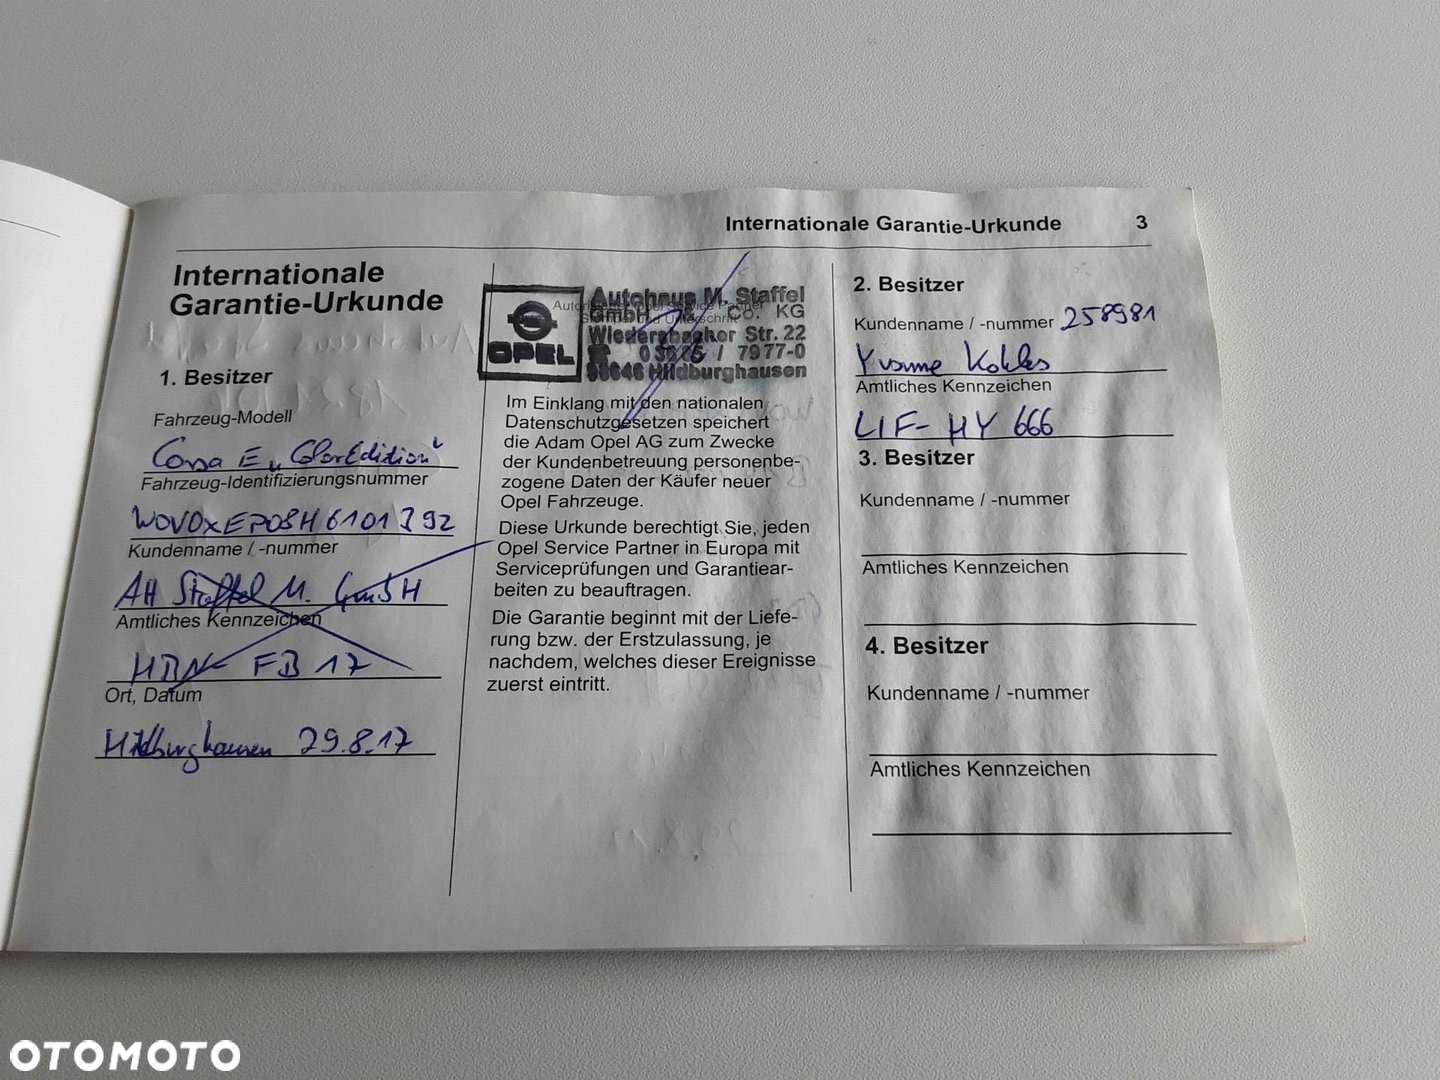 Internationale Garantie-Urkunde 3
Internationale
Garantie-Urkunde
1. Besitzer
Fahrzeug-Modell
Corsa E „ColorEdition"
Fahrzeug-Identifizierungsnummer
Kundenname / -nummer
AH Staffel M. GmbH
Amtliches Kennzeichen
HBN- FB 17
Ort, Datum
Hildburghausen 29.8.17
OPEL
Autohaus M. Staffel
GmbH & Co. KG
Wiedersbacher Str. 22
03685 / 7977-0
98646 Hildburghausen
Im Einklang mit den nationalen
Datenschutzgesetzen speichert
die Adam Opel AG zum Zwecke
der Kundenbetreuung personenbe-
zogene Daten der Käufer neuer
Opel Fahrzeuge.
Diese Urkunde berechtigt Sie, jeden
Opel Service Partner in Europa mit
Serviceprüfungen und Garantiear-
beiten zu beauftragen.
Die Garantie beginnt mit der Liefe-
rung bzw. der Erstzulassung, je
nachdem, welches dieser Ereignisse
zuerst eintritt.
2. Besitzer
Kundenname / -nummer 258981
Yvonne
Amtliches Kennzeichen
LIF- HY 666
3. Besitzer
Kundenname / -nummer
Amtliches Kennzeichen
4. Besitzer
Kundenname / -nummer
Amtliches Kennzeichen
OTOMOTO